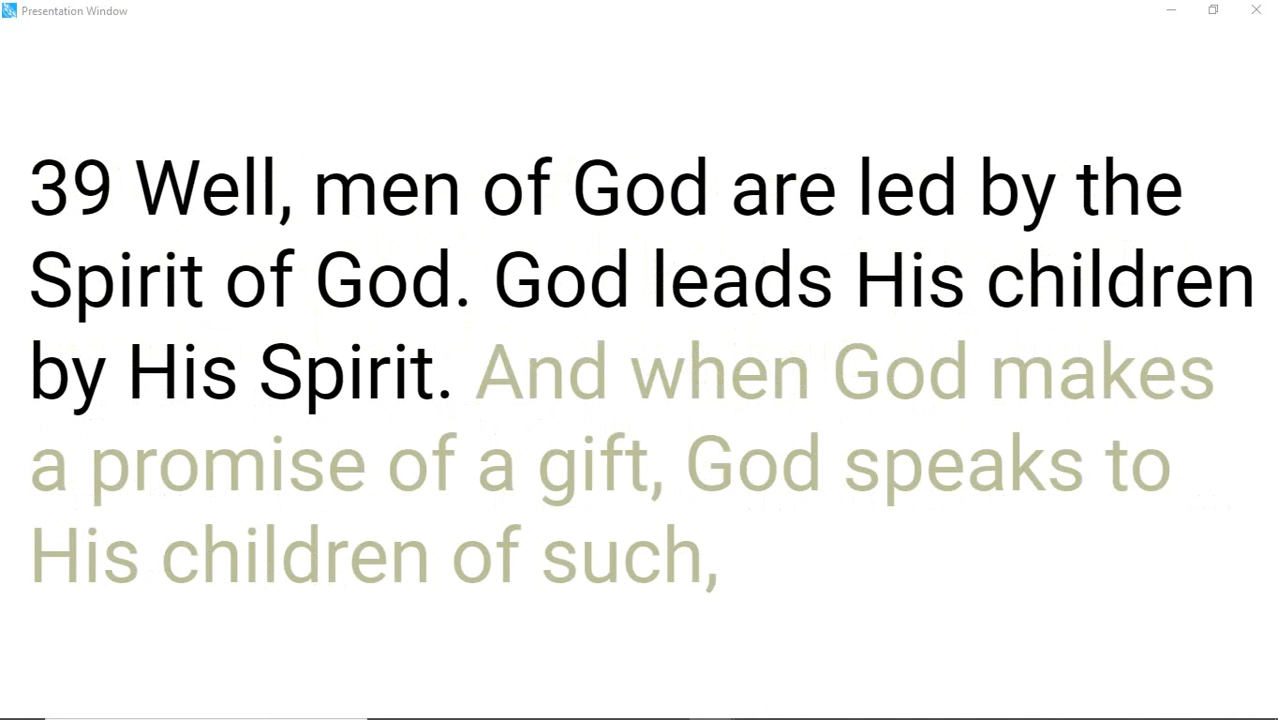 Presentation Window
39 Well, men of God are led by the
Spirit of God. God leads His children
by His Spirit. And when God makes
a promise of a gift, God speaks to
His children of such,